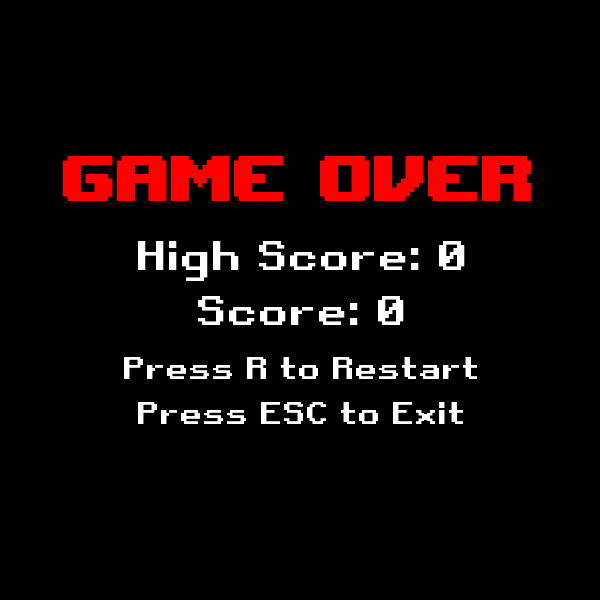 GAME OVER
High Score: 0
Score: 0
Press R to Restart
Press ESC to Exit